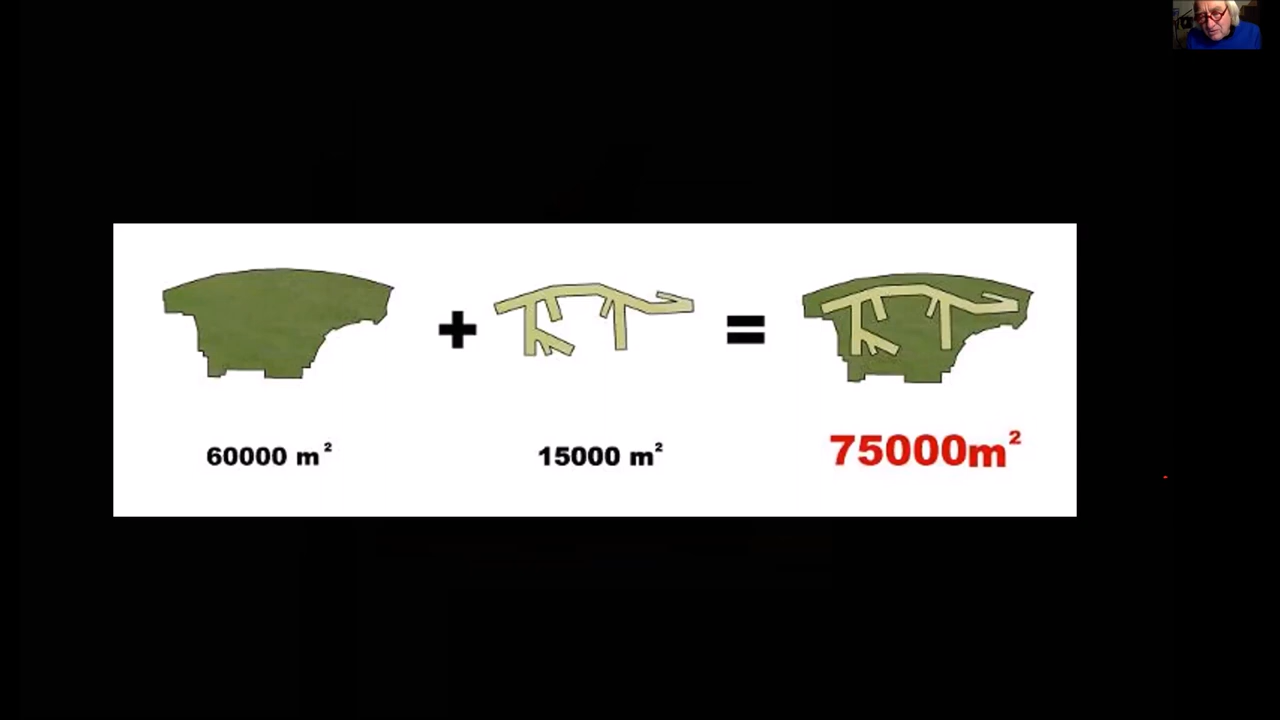 + =
60000 m² 15000 m² 75000m²